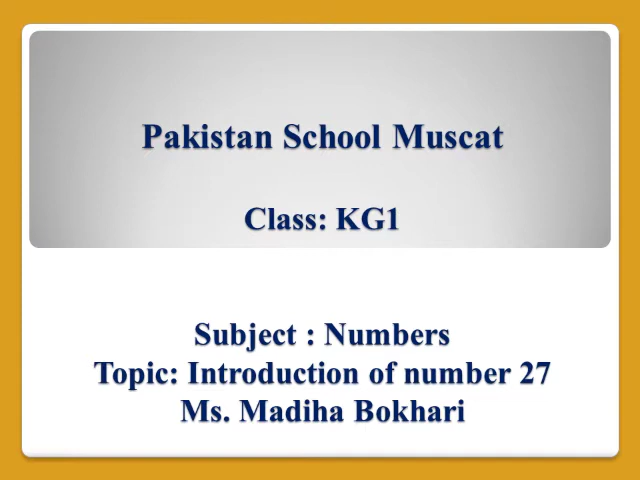 Pakistan School Muscat
Class: KG1
Subject : Numbers
Topic: Introduction of number 27
Ms. Madiha Bokhari